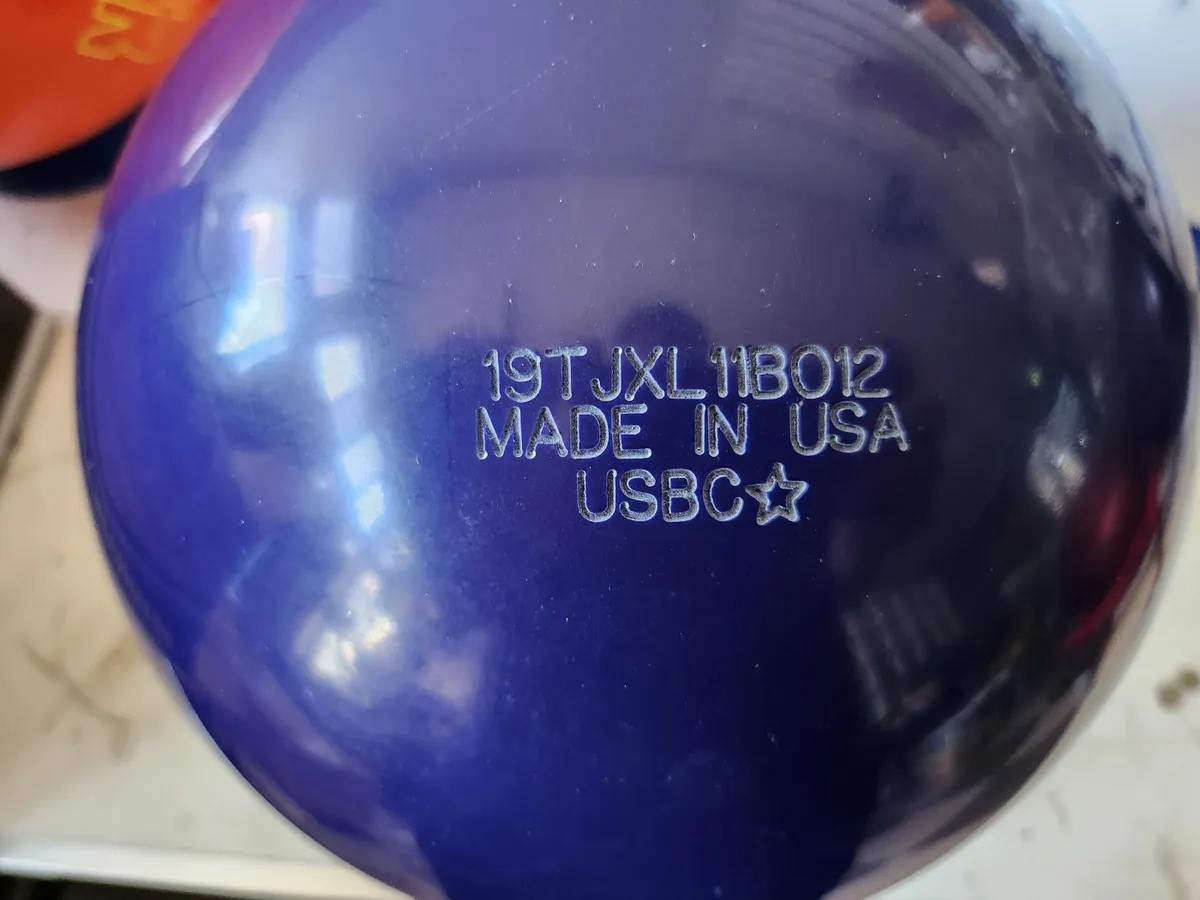 19TJXL11B012
MADE IN USA
USBC☆